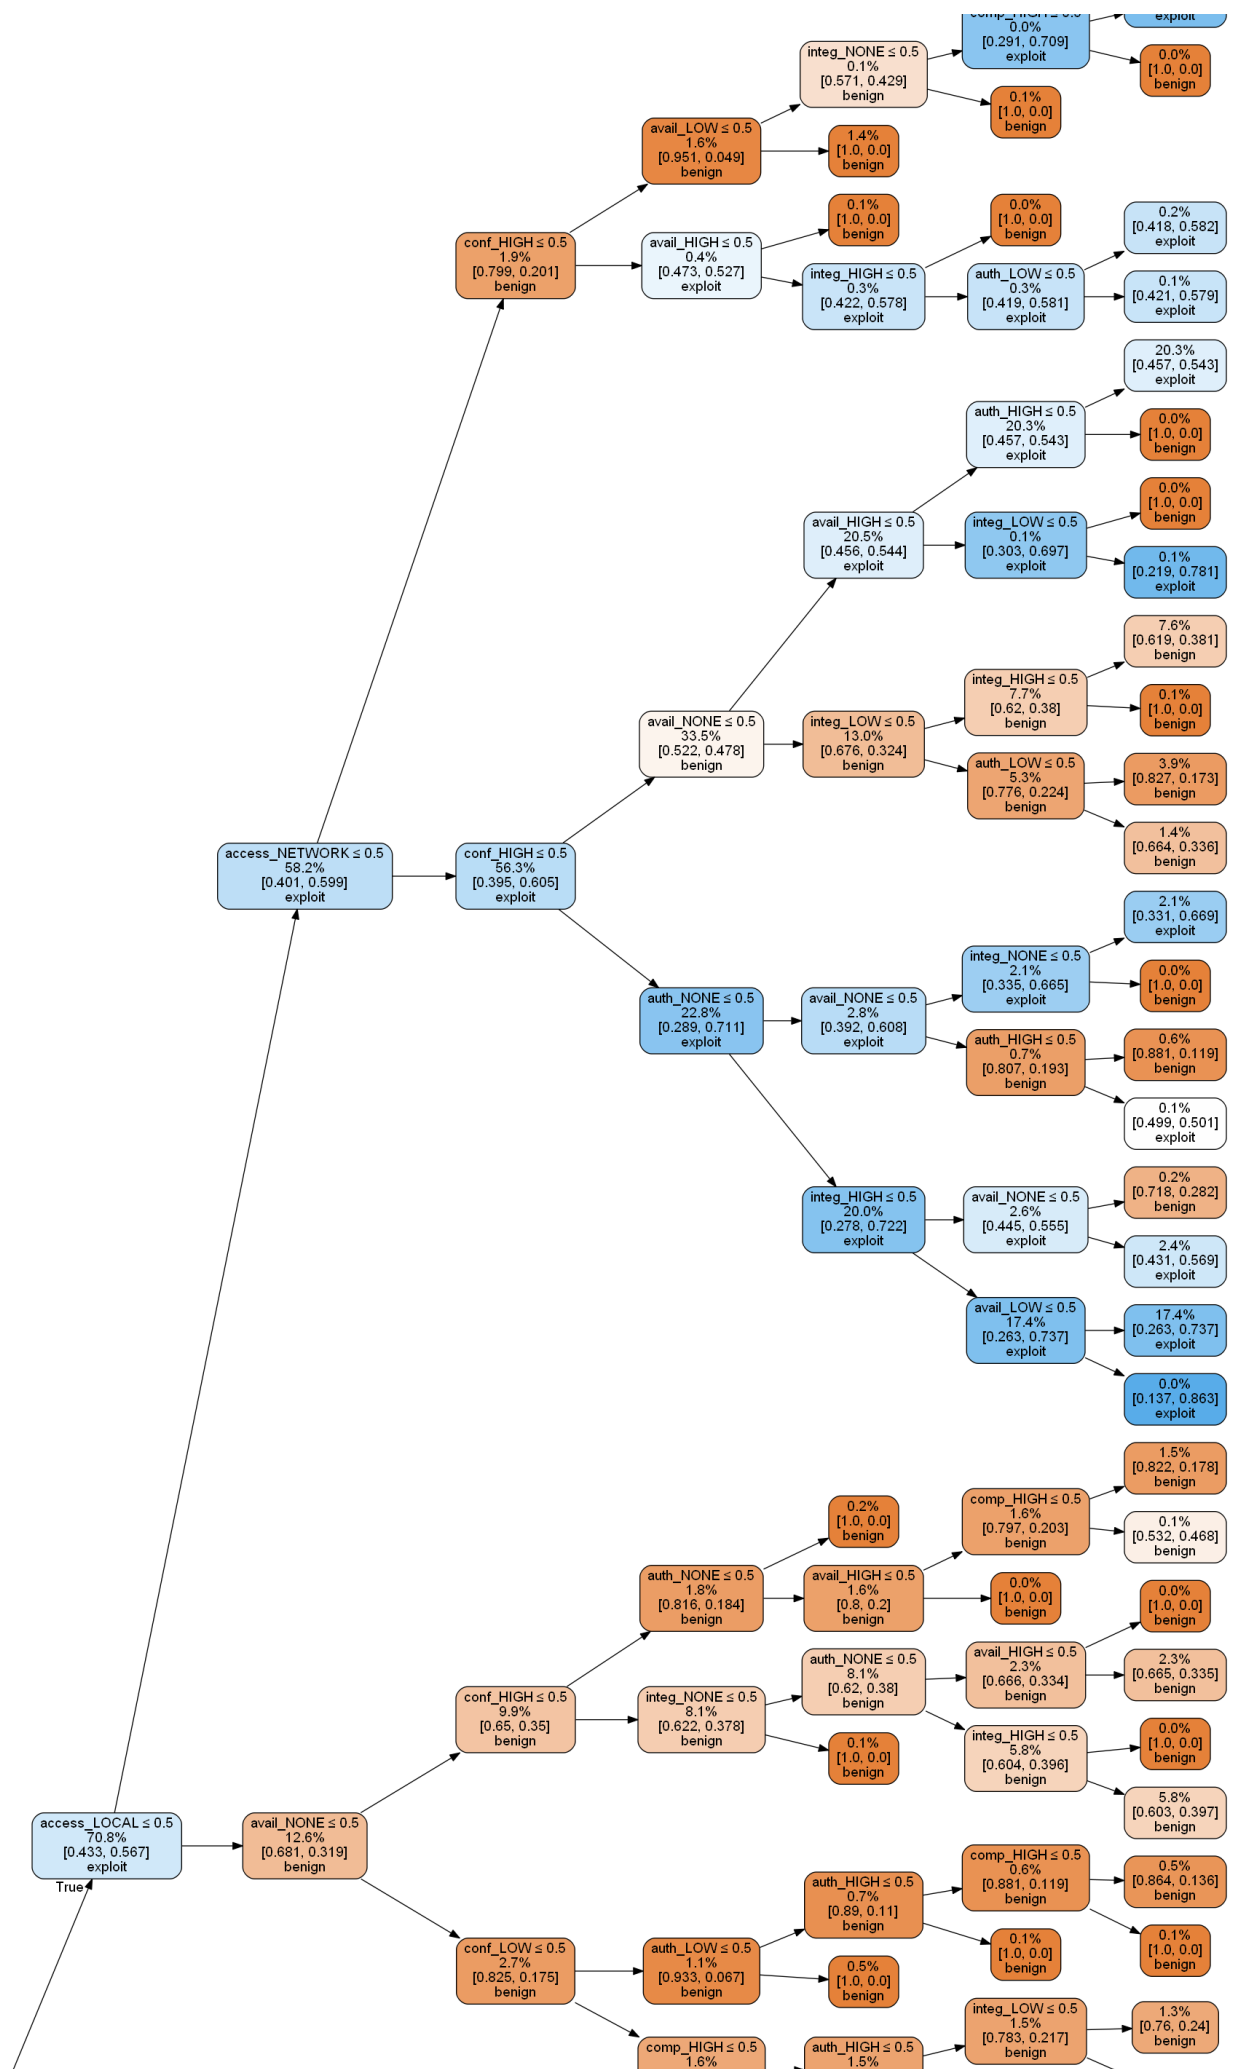 comp_HIGH ≤ 0.5
0.0%
[0.291, 0.709]
exploit
exploit
0.0%
[1.0, 0.0]
benign
integ_NONE ≤ 0.5
0.1%
[0.571, 0.429]
benign
0.1%
[1.0, 0.0]
benign
avail_LOW ≤ 0.5
1.6%
[0.951, 0.049]
benign
1.4%
[1.0, 0.0]
benign
conf_HIGH ≤ 0.5
1.9%
[0.799, 0.201]
benign
avail_HIGH ≤ 0.5
0.4%
[0.473, 0.527]
exploit
0.1%
[1.0, 0.0]
benign
integ_HIGH ≤ 0.5
0.3%
[0.422, 0.578]
exploit
0.0%
[1.0, 0.0]
benign
auth_LOW ≤ 0.5
0.3%
[0.419, 0.581]
exploit
0.2%
[0.418, 0.582]
exploit
0.1%
[0.421, 0.579]
exploit
20.3%
[0.457, 0.543]
exploit
auth_HIGH ≤ 0.5
20.3%
[0.457, 0.543]
exploit
0.0%
[1.0, 0.0]
benign
avail_HIGH ≤ 0.5
20.5%
[0.456, 0.544]
exploit
integ_LOW ≤ 0.5
0.1%
[0.303, 0.697]
exploit
0.0%
[1.0, 0.0]
benign
0.1%
[0.219, 0.781]
exploit
avail_NONE ≤ 0.5
33.5%
[0.522, 0.478]
benign
integ_LOW ≤ 0.5
13.0%
[0.676, 0.324]
benign
integ_HIGH ≤ 0.5
7.7%
[0.62, 0.38]
benign
7.6%
[0.619, 0.381]
benign
0.1%
[1.0, 0.0]
benign
auth_LOW ≤ 0.5
5.3%
[0.776, 0.224]
benign
3.9%
[0.827, 0.173]
benign
1.4%
[0.664, 0.336]
benign
access_NETWORK ≤ 0.5
58.2%
[0.401, 0.599]
exploit
conf_HIGH ≤ 0.5
56.3%
[0.395, 0.605]
exploit
auth_NONE ≤ 0.5
22.8%
[0.289, 0.711]
exploit
avail_NONE ≤ 0.5
2.8%
[0.392, 0.608]
exploit
integ_NONE ≤ 0.5
2.1%
[0.335, 0.665]
exploit
2.1%
[0.331, 0.669]
exploit
0.0%
[1.0, 0.0]
benign
auth_HIGH ≤ 0.5
0.7%
[0.807, 0.193]
benign
0.6%
[0.881, 0.119]
benign
0.1%
[0.499, 0.501]
exploit
integ_HIGH ≤ 0.5
20.0%
[0.278, 0.722]
exploit
avail_NONE ≤ 0.5
2.6%
[0.445, 0.555]
exploit
0.2%
[0.718, 0.282]
benign
2.4%
[0.431, 0.569]
exploit
avail_LOW ≤ 0.5
17.4%
[0.263, 0.737]
exploit
17.4%
[0.263, 0.737]
exploit
0.0%
[0.137, 0.863]
exploit
1.5%
[0.822, 0.178]
benign
comp_HIGH ≤ 0.5
1.6%
[0.797, 0.203]
benign
0.1%
[0.532, 0.468]
benign
0.2%
[1.0, 0.0]
benign
auth_NONE ≤ 0.5
1.8%
[0.816, 0.184]
benign
avail_HIGH ≤ 0.5
1.6%
[0.8, 0.2]
benign
0.0%
[1.0, 0.0]
benign
conf_HIGH ≤ 0.5
9.9%
[0.65, 0.35]
benign
integ_NONE ≤ 0.5
8.1%
[0.622, 0.378]
benign
auth_NONE ≤ 0.5
8.1%
[0.62, 0.38]
benign
avail_HIGH ≤ 0.5
2.3%
[0.666, 0.334]
benign
0.0%
[1.0, 0.0]
benign
2.3%
[0.665, 0.335]
benign
0.1%
[1.0, 0.0]
benign
integ_HIGH ≤ 0.5
5.8%
[0.604, 0.396]
benign
0.0%
[1.0, 0.0]
benign
5.8%
[0.603, 0.397]
benign
access_LOCAL ≤ 0.5
70.8%
[0.433, 0.567]
exploit
True
avail_NONE ≤ 0.5
12.6%
[0.681, 0.319]
benign
conf_LOW ≤ 0.5
2.7%
[0.825, 0.175]
benign
auth_LOW ≤ 0.5
1.1%
[0.933, 0.067]
benign
auth_HIGH ≤ 0.5
0.7%
[0.89, 0.11]
benign
comp_HIGH ≤ 0.5
0.6%
[0.881, 0.119]
benign
0.5%
[0.864, 0.136]
benign
0.1%
[1.0, 0.0]
benign
0.1%
[1.0, 0.0]
benign
0.5%
[1.0, 0.0]
benign
comp_HIGH ≤ 0.5
1.6%
auth_HIGH ≤ 0.5
1.5%
integ_LOW ≤ 0.5
1.5%
[0.783, 0.217]
benign
1.3%
[0.76, 0.24]
benign